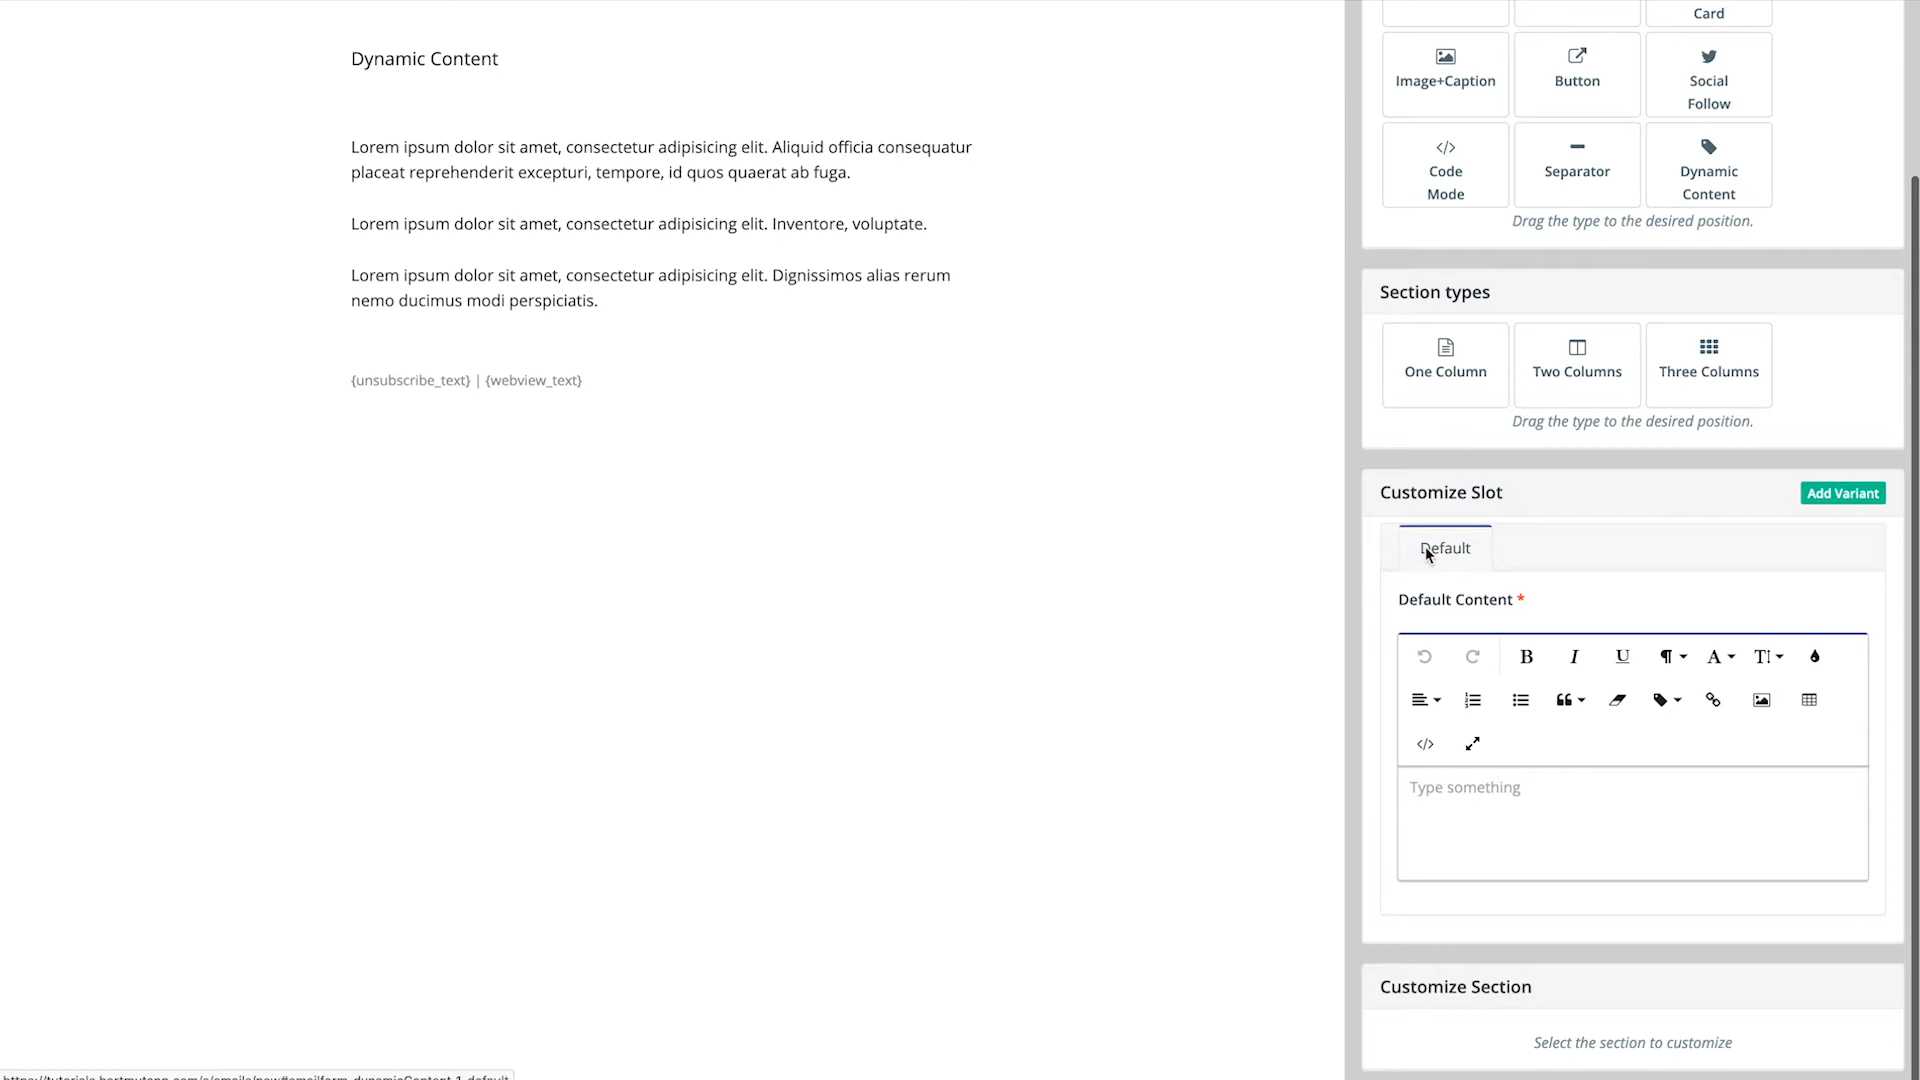 Dynamic Content
Lorem ipsum dolor sit amet, consectetur adipisicing elit. Aliquid officia consequatur
placeat reprehenderit excepturi, tempore, id quos quaerat ab fuga.
Lorem ipsum dolor sit amet, consectetur adipisicing elit. Inventore, voluptate.
Lorem ipsum dolor sit amet, consectetur adipisicing elit. Dignissimos alias rerum
nemo ducimus modi perspiciatis.
{unsubscribe_text} | {webview_text}
Card
Image+Caption
Button
Social
Follow
Code
Mode
Separator
Dynamic
Content
Drag the type to the desired position.
Section types
One Column
Two Columns
Three Columns
Drag the type to the desired position.
Customize Slot
Add Variant
Default
Default Content *
Type something
Customize Section
Select the section to customize